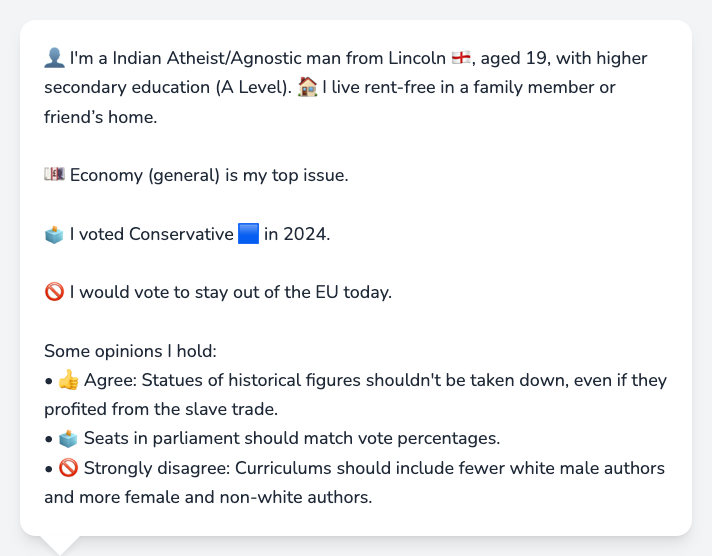 👤 I'm a Indian Atheist/Agnostic man from Lincoln 🏴󠁧󠁢󠁥󠁮󠁧󠁿, aged 19, with higher
secondary education (A Level). 🏠 I live rent-free in a family member or
friend’s home.
💷 Economy (general) is my top issue.
🗳️ I voted Conservative 🟦 in 2024.
🚫 I would vote to stay out of the EU today.
Some opinions I hold:
• 👍 Agree: Statues of historical figures shouldn't be taken down, even if they
profited from the slave trade.
• 🗳️ Seats in parliament should match vote percentages.
• 🚫 Strongly disagree: Curriculums should include fewer white male authors
and more female and non-white authors.